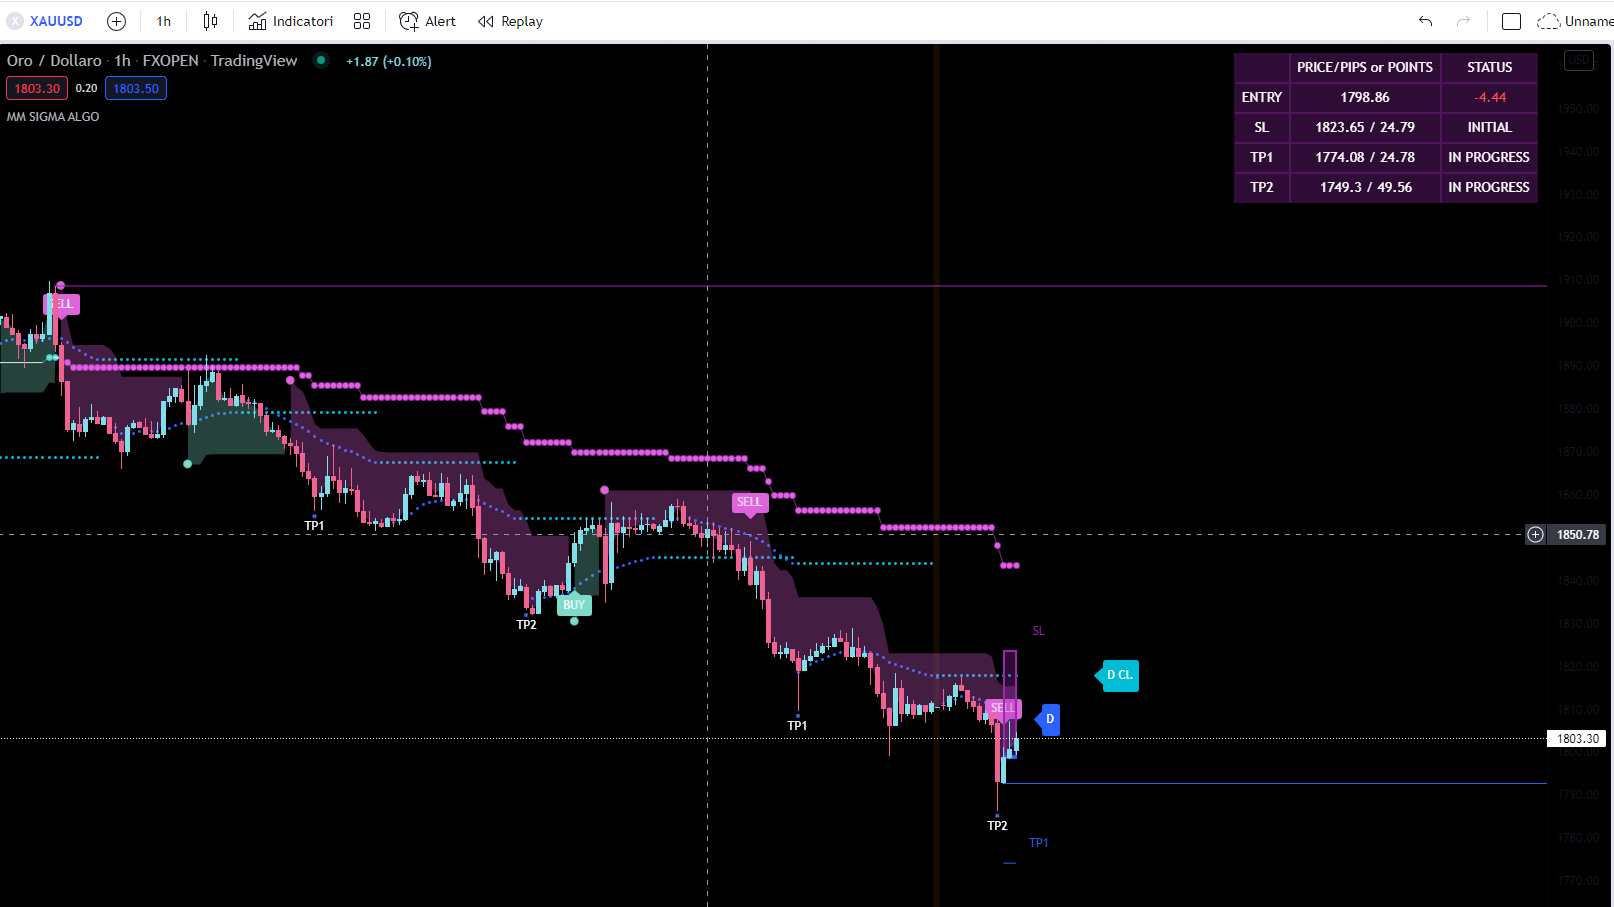 XAUUSD 1h Indicatori Alert Replay Unname
Oro / Dollaro · 1h · FXOPEN · TradingView +1.87 (+0.10%)
1803.30 0.20 1803.50
MM SIGMA ALGO
PRICE/PIPS or POINTS STATUS
ENTRY 1798.86 -4.44
SL 1823.65 / 24.79 INITIAL
TP1 1774.08 / 24.78 IN PROGRESS
TP2 1749.3 / 49.56 IN PROGRESS
USD
1950.00
1940.00
1930.00
1920.00
1910.00
1900.00
1890.00
1880.00
1870.00
1860.00
1850.78
1840.00
1830.00
1820.00
1810.00
1803.30
1790.00
1780.00
1770.00
SELL
TP1
TP2
BUY
SELL
TP1
SL
D Cl.
SELL
D
TP2
TP1